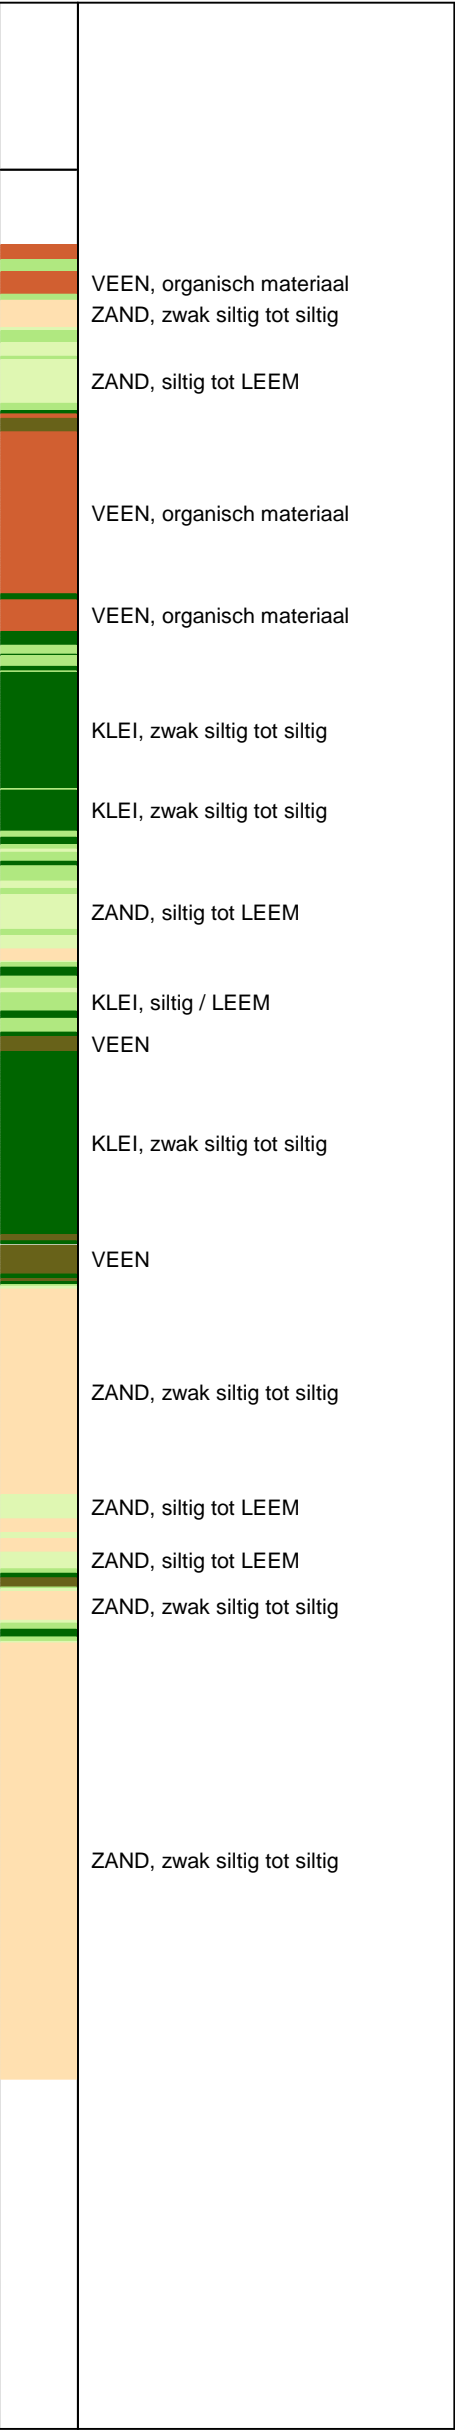 VEEN, organisch materiaal
ZAND, zwak siltig tot siltig
ZAND, siltig tot LEEM
VEEN, organisch materiaal
VEEN, organisch materiaal
KLEI, zwak siltig tot siltig
KLEI, zwak siltig tot siltig
ZAND, siltig tot LEEM
KLEI, siltig / LEEM
VEEN
KLEI, zwak siltig tot siltig
VEEN
ZAND, zwak siltig tot siltig
ZAND, siltig tot LEEM
ZAND, siltig tot LEEM
ZAND, zwak siltig tot siltig
ZAND, zwak siltig tot siltig